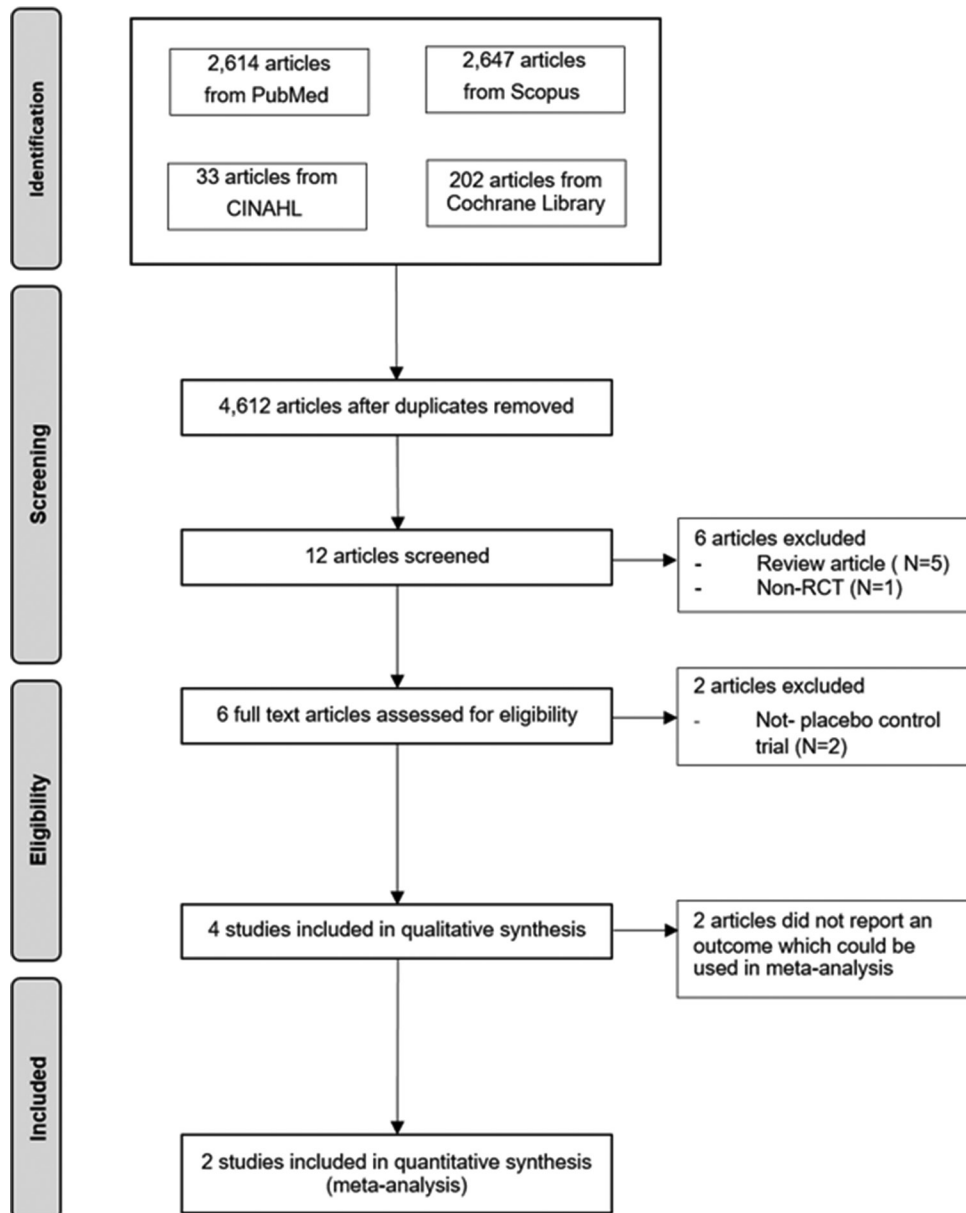 Identification
2,614 articles
from PubMed
2,647 articles
from Scopus
33 articles from
CINAHL
202 articles from
Cochrane Library
Screening
4,612 articles after duplicates removed
12 articles screened
6 articles excluded
- Review article ( N=5)
- Non-RCT (N=1)
Eligibility
6 full text articles assessed for eligibility
2 articles excluded
- Not- placebo control
trial (N=2)
4 studies included in qualitative synthesis
2 articles did not report an
outcome which could be
used in meta-analysis
Included
2 studies included in quantitative synthesis
(meta-analysis)